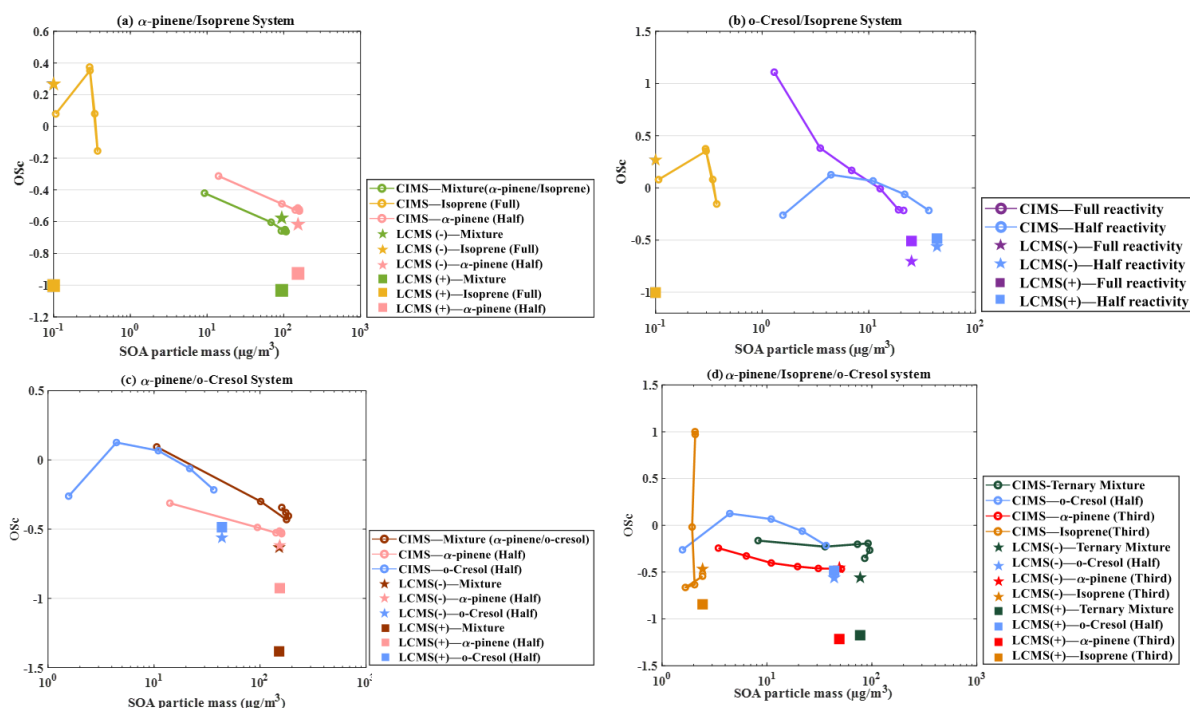 (a) α-pinene/Isoprene System
0.6
0.4
0.2
0
-0.2
-0.4
-0.6
-0.8
-1
-1.2
OSc
10-1
100
101
102
103
SOA particle mass (μg/m3)
CIMS—Mixture(α-pinene/Isoprene)
CIMS—Isoprene (Full)
CIMS—α-pinene (Half)
LCMS (-)—Mixture
LCMS (-)—Isoprene (Full)
LCMS (-)—α-pinene (Half)
LCMS (+)—Mixture
LCMS (+)—Isoprene (Full)
LCMS (+)—α-pinene (Half)
(b) o-Cresol/Isoprene System
1.5
1
0.5
0
-0.5
-1
OSc
10-1
100
101
102
SOA particle mass (μg/m3)
CIMS—Full reactivity
CIMS—Half reactivity
LCMS(-)—Full reactivity
LCMS(-)—Half reactivity
LCMS(+)—Full reactivity
LCMS(+)—Half reactivity
(c) α-pinene/o-Cresol System
0.5
0
-0.5
-1
-1.5
OSc
100
101
102
103
SOA particle mass (μg/m3)
CIMS—Mixture (α-pinene/o-cresol)
CIMS—α-pinene (Half)
CIMS—o-Cresol (Half)
LCMS(-)—Mixture
LCMS(-)—α-pinene (Half)
LCMS(-)—o-Cresol (Half)
LCMS(+)—Mixture
LCMS(+)—α-pinene (Half)
LCMS(+)—o-Cresol (Half)
(d) α-pinene/Isoprene/o-Cresol system
1.5
1
0.5
0
-0.5
-1
-1.5
OSc
100
101
102
103
SOA particle mass (μg/m3)
CIMS-Ternary Mixture
CIMS—o-Cresol (Half)
CIMS—α-pinene (Third)
CIMS—Isoprene(Third)
LCMS(-)—Ternary Mixture
LCMS(-)—o-Cresol (Half)
LCMS(-)—α-pinene (Third)
LCMS(-)—Isoprene (Third)
LCMS(+)—Ternary Mixture
LCMS(+)—o-Cresol (Half)
LCMS(+)—α-pinene (Third)
LCMS(+)—Isoprene (Third)